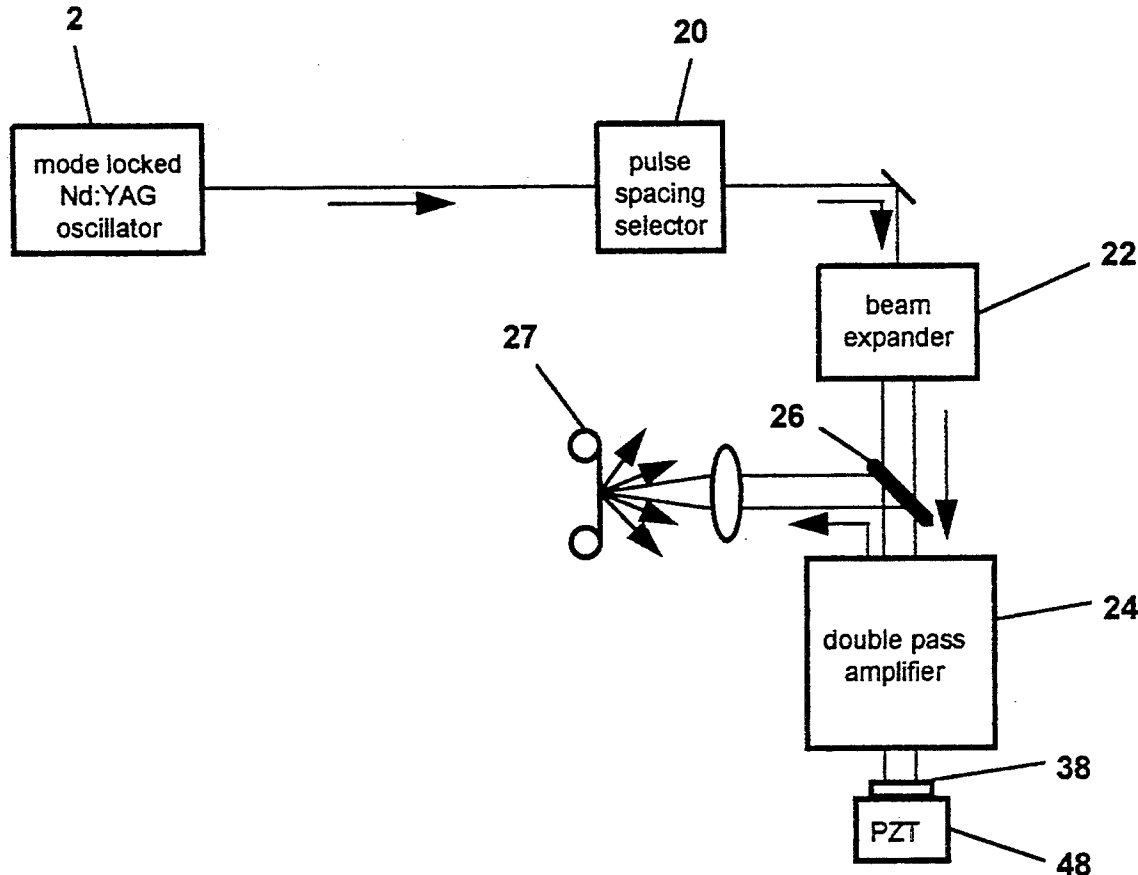 2
20
mode locked
Nd:YAG
oscillator
pulse
spacing
selector
22
beam
expander
27
26
24
double pass
amplifier
38
PZT
48